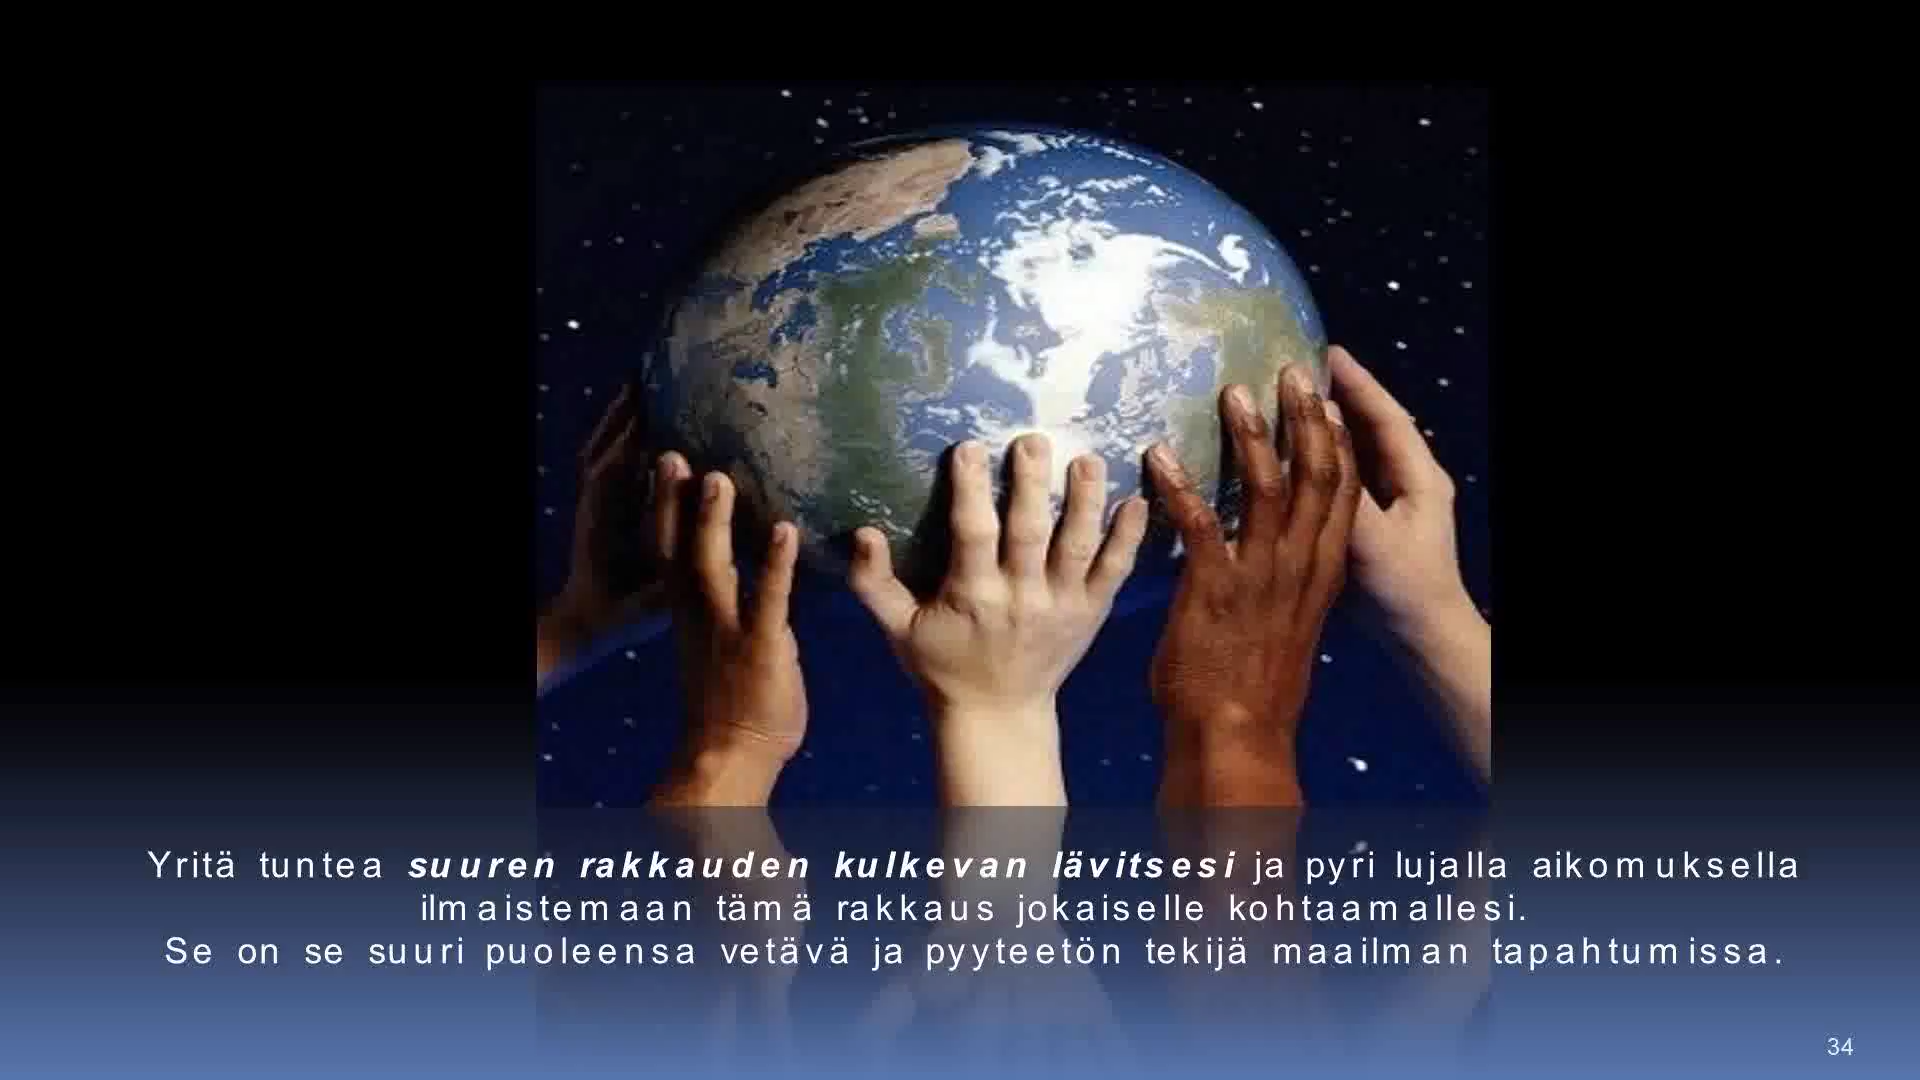 Yritä tuntea suuren rakkauden kulkevan lävitsesi ja pyri lujalla aikomuksella
ilmaistemaan tämä rakkaus jokaiselle kohtaamallesi.
Se on se suuri puoleensa vetävä ja pyyteetön tekijä maailman tapahtumissa.
34